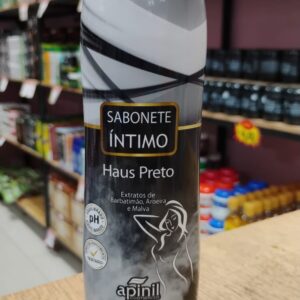 SABONETE
ÍNTIMO
Haus Preto
Extratos de
Barbatimão, Aroeira
e Malva
pH
apinil